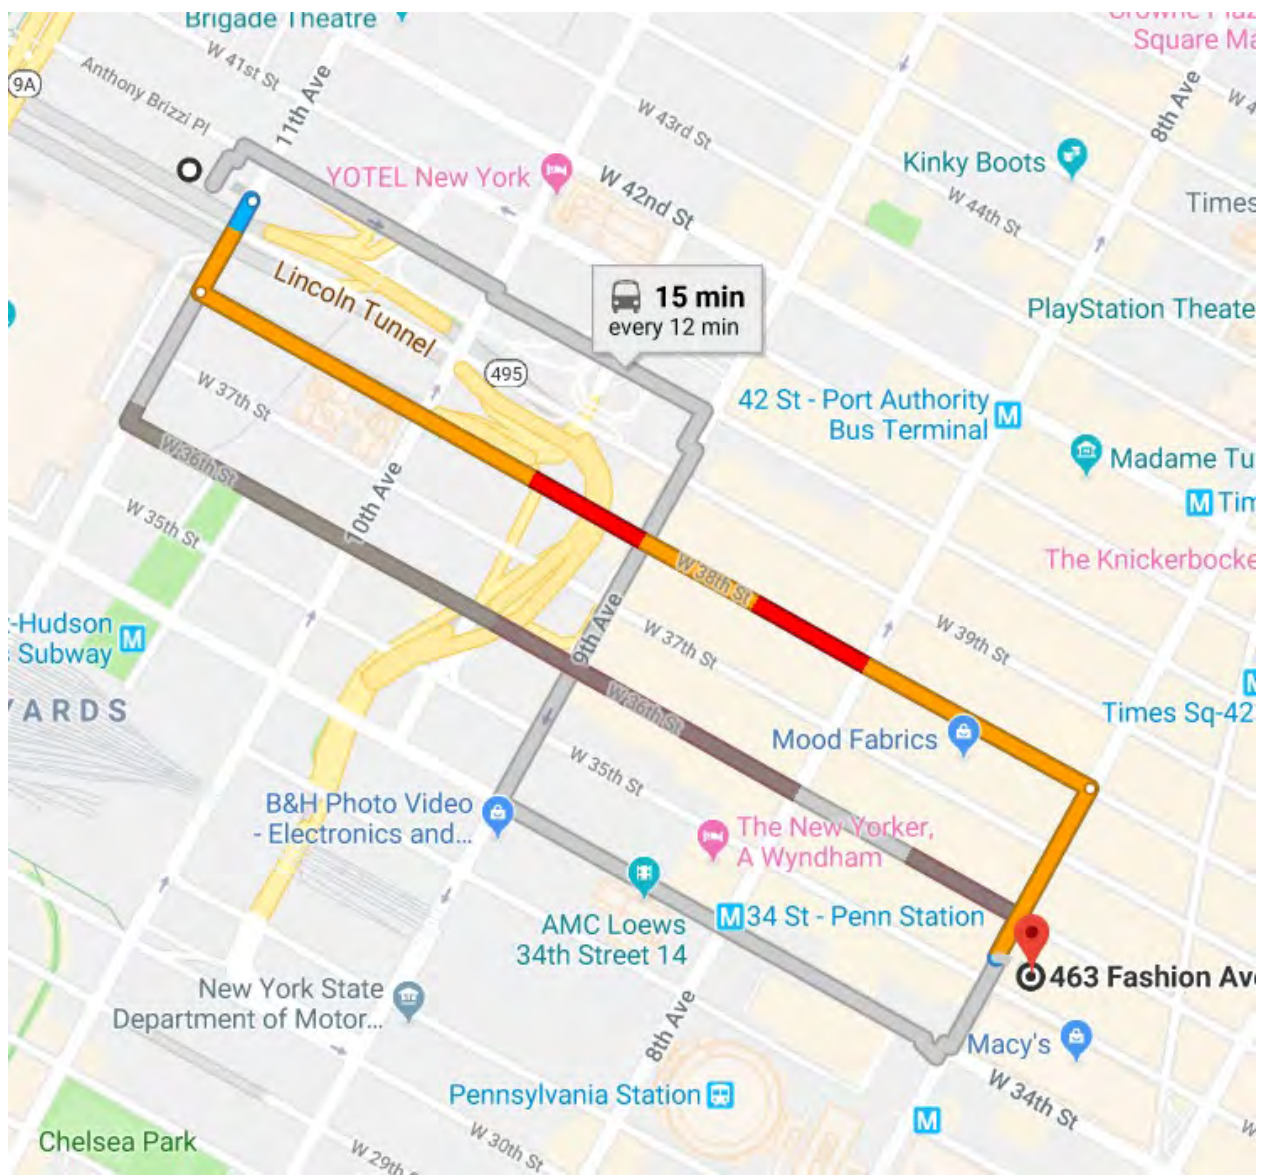 Brigade Theatre
Square Ma
W 41st St
9A
Anthony Brizzi Pl
11th Ave
8th Ave
W 43rd St
Kinky Boots
YOTEL New York
W 42nd St
W 44th St
Times
Lincoln Tunnel
15 min
every 12 min
PlayStation Theate
495
W 37th St
42 St - Port Authority
Bus Terminal
M
Madame Tu
W 36th St
10th Ave
M Tim
W 35th St
The Knickerbocke
W 38th St
-Hudson
Subway
M
9th Ave
W 37th St
W 39th St
M
YARDS
W 36th St
Times Sq-42
Mood Fabrics
W 35th St
B&H Photo Video
- Electronics and...
The New Yorker,
A Wyndham
AMC Loews
34th Street 14
M 34 St - Penn Station
463 Fashion Av
New York State
Department of Motor...
8th Ave
Macy's
W 34th St
Pennsylvania Station
M
Chelsea Park
W 30th St
W 29th St